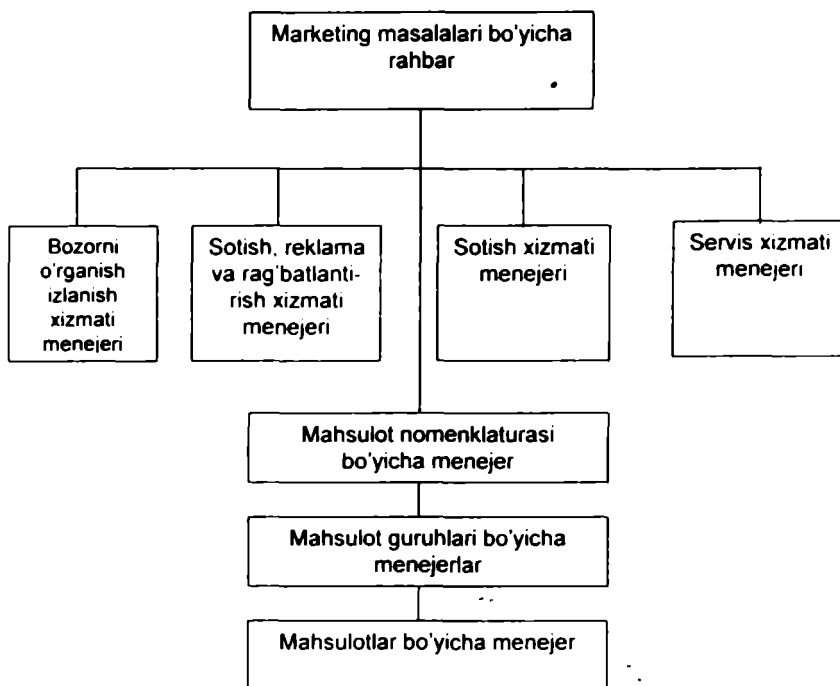 Marketing masalalari bo'yicha
rahbar
Bozorni
o'rganish
izlanish
xizmati
menejeri
Sotish, reklama
va rag'batlanti-
rish xizmati
menejeri
Sotish xizmati
menejeri
Servis xizmati
menejeri
Mahsulot nomenklaturasi
bo'yicha menejer
Mahsulot guruhlari bo'yicha
menejerlar
Mahsulotlar bo'yicha menejer